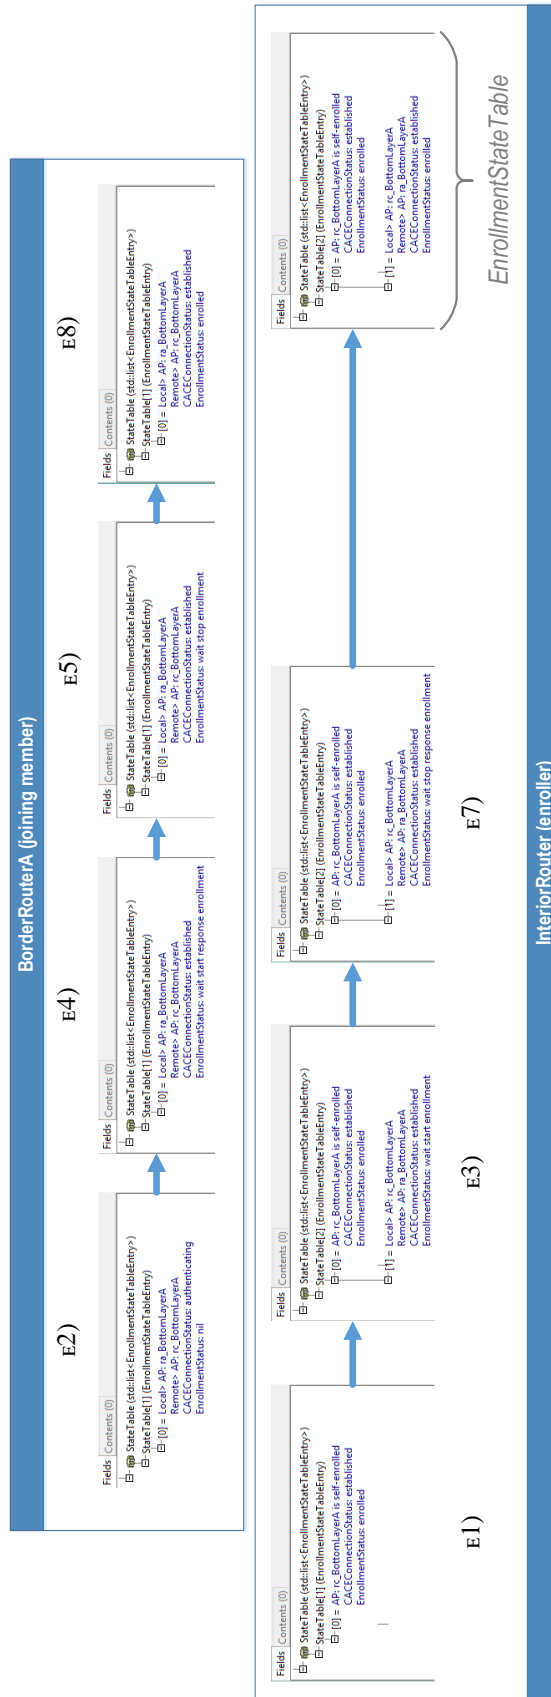 BorderRouterA (joining member)
E2)
E4)
E5)
E8)
Fields Contents (0)
StateTable (std::list<EnrollmentStateTableEntry>)
StateTable[1] (EnrollmentStateTableEntry)
[0] = Local> AP: ra_BottomLayerA
Remote> AP: rc_BottomLayerA
CACEConnectionStatus: authenticating
EnrollmentStatus: nil
Fields Contents (0)
StateTable (std::list<EnrollmentStateTableEntry>)
StateTable[1] (EnrollmentStateTableEntry)
[0] = Local> AP: ra_BottomLayerA
Remote> AP: rc_BottomLayerA
CACEConnectionStatus: established
EnrollmentStatus: wait start response enrollment
Fields Contents (0)
StateTable (std::list<EnrollmentStateTableEntry>)
StateTable[1] (EnrollmentStateTableEntry)
[0] = Local> AP: ra_BottomLayerA
Remote> AP: rc_BottomLayerA
CACEConnectionStatus: established
EnrollmentStatus: wait stop enrollment
Fields Contents (0)
StateTable (std::list<EnrollmentStateTableEntry>)
StateTable[1] (EnrollmentStateTableEntry)
[0] = Local> AP: ra_BottomLayerA
Remote> AP: rc_BottomLayerA
CACEConnectionStatus: established
EnrollmentStatus: enrolled
Fields Contents (0)
StateTable (std::list<EnrollmentStateTableEntry>)
StateTable[1] (EnrollmentStateTableEntry)
[0] = AP: rc_BottomLayerA is self-enrolled
CACEConnectionStatus: established
EnrollmentStatus: enrolled
Fields Contents (0)
StateTable (std::list<EnrollmentStateTableEntry>)
StateTable[2] (EnrollmentStateTableEntry)
[0] = AP: rc_BottomLayerA is self-enrolled
CACEConnectionStatus: established
EnrollmentStatus: enrolled
[1] = Local> AP: rc_BottomLayerA
Remote> AP: ra_BottomLayerA
CACEConnectionStatus: established
EnrollmentStatus: wait start enrollment
Fields Contents (0)
StateTable (std::list<EnrollmentStateTableEntry>)
StateTable[2] (EnrollmentStateTableEntry)
[0] = AP: rc_BottomLayerA is self-enrolled
CACEConnectionStatus: established
EnrollmentStatus: enrolled
[1] = Local> AP: rc_BottomLayerA
Remote> AP: ra_BottomLayerA
CACEConnectionStatus: established
EnrollmentStatus: wait stop response enrollment
Fields Contents (0)
StateTable (std::list<EnrollmentStateTableEntry>)
StateTable[2] (EnrollmentStateTableEntry)
[0] = AP: rc_BottomLayerA is self-enrolled
CACEConnectionStatus: established
EnrollmentStatus: enrolled
[1] = Local> AP: rc_BottomLayerA
Remote> AP: ra_BottomLayerA
CACEConnectionStatus: established
EnrollmentStatus: enrolled
E1)
E3)
E7)
EnrollmentStateTable
InteriorRouter (enroller)